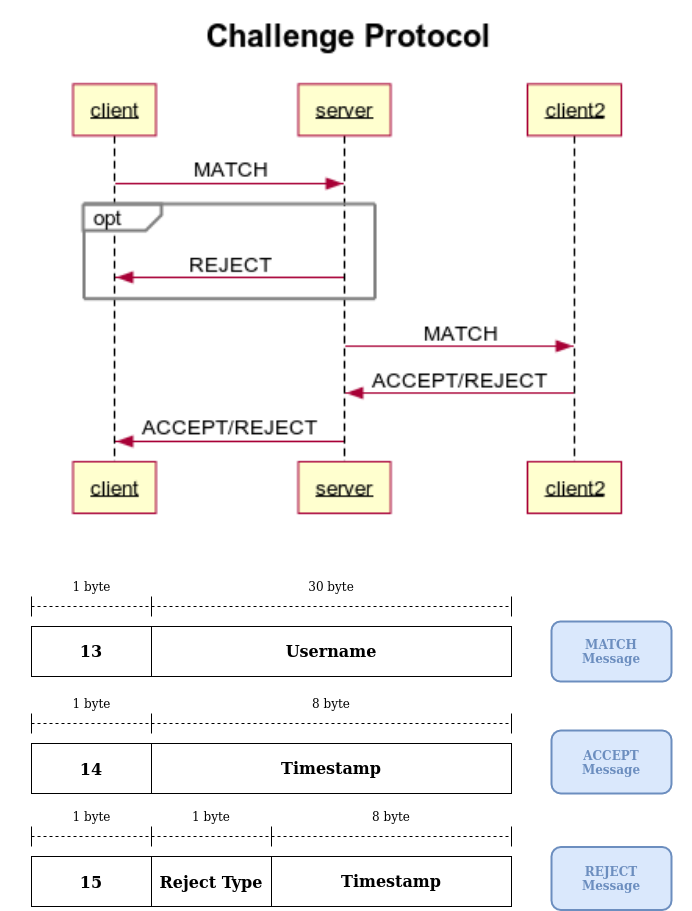 Challenge Protocol
client server client2
MATCH
opt
REJECT
MATCH
ACCEPT/REJECT
ACCEPT/REJECT
client server client2
1 byte 30 byte
13 Username
MATCH
Message
1 byte 8 byte
14 Timestamp
ACCEPT
Message
1 byte 1 byte 8 byte
15 Reject Type Timestamp
REJECT
Message